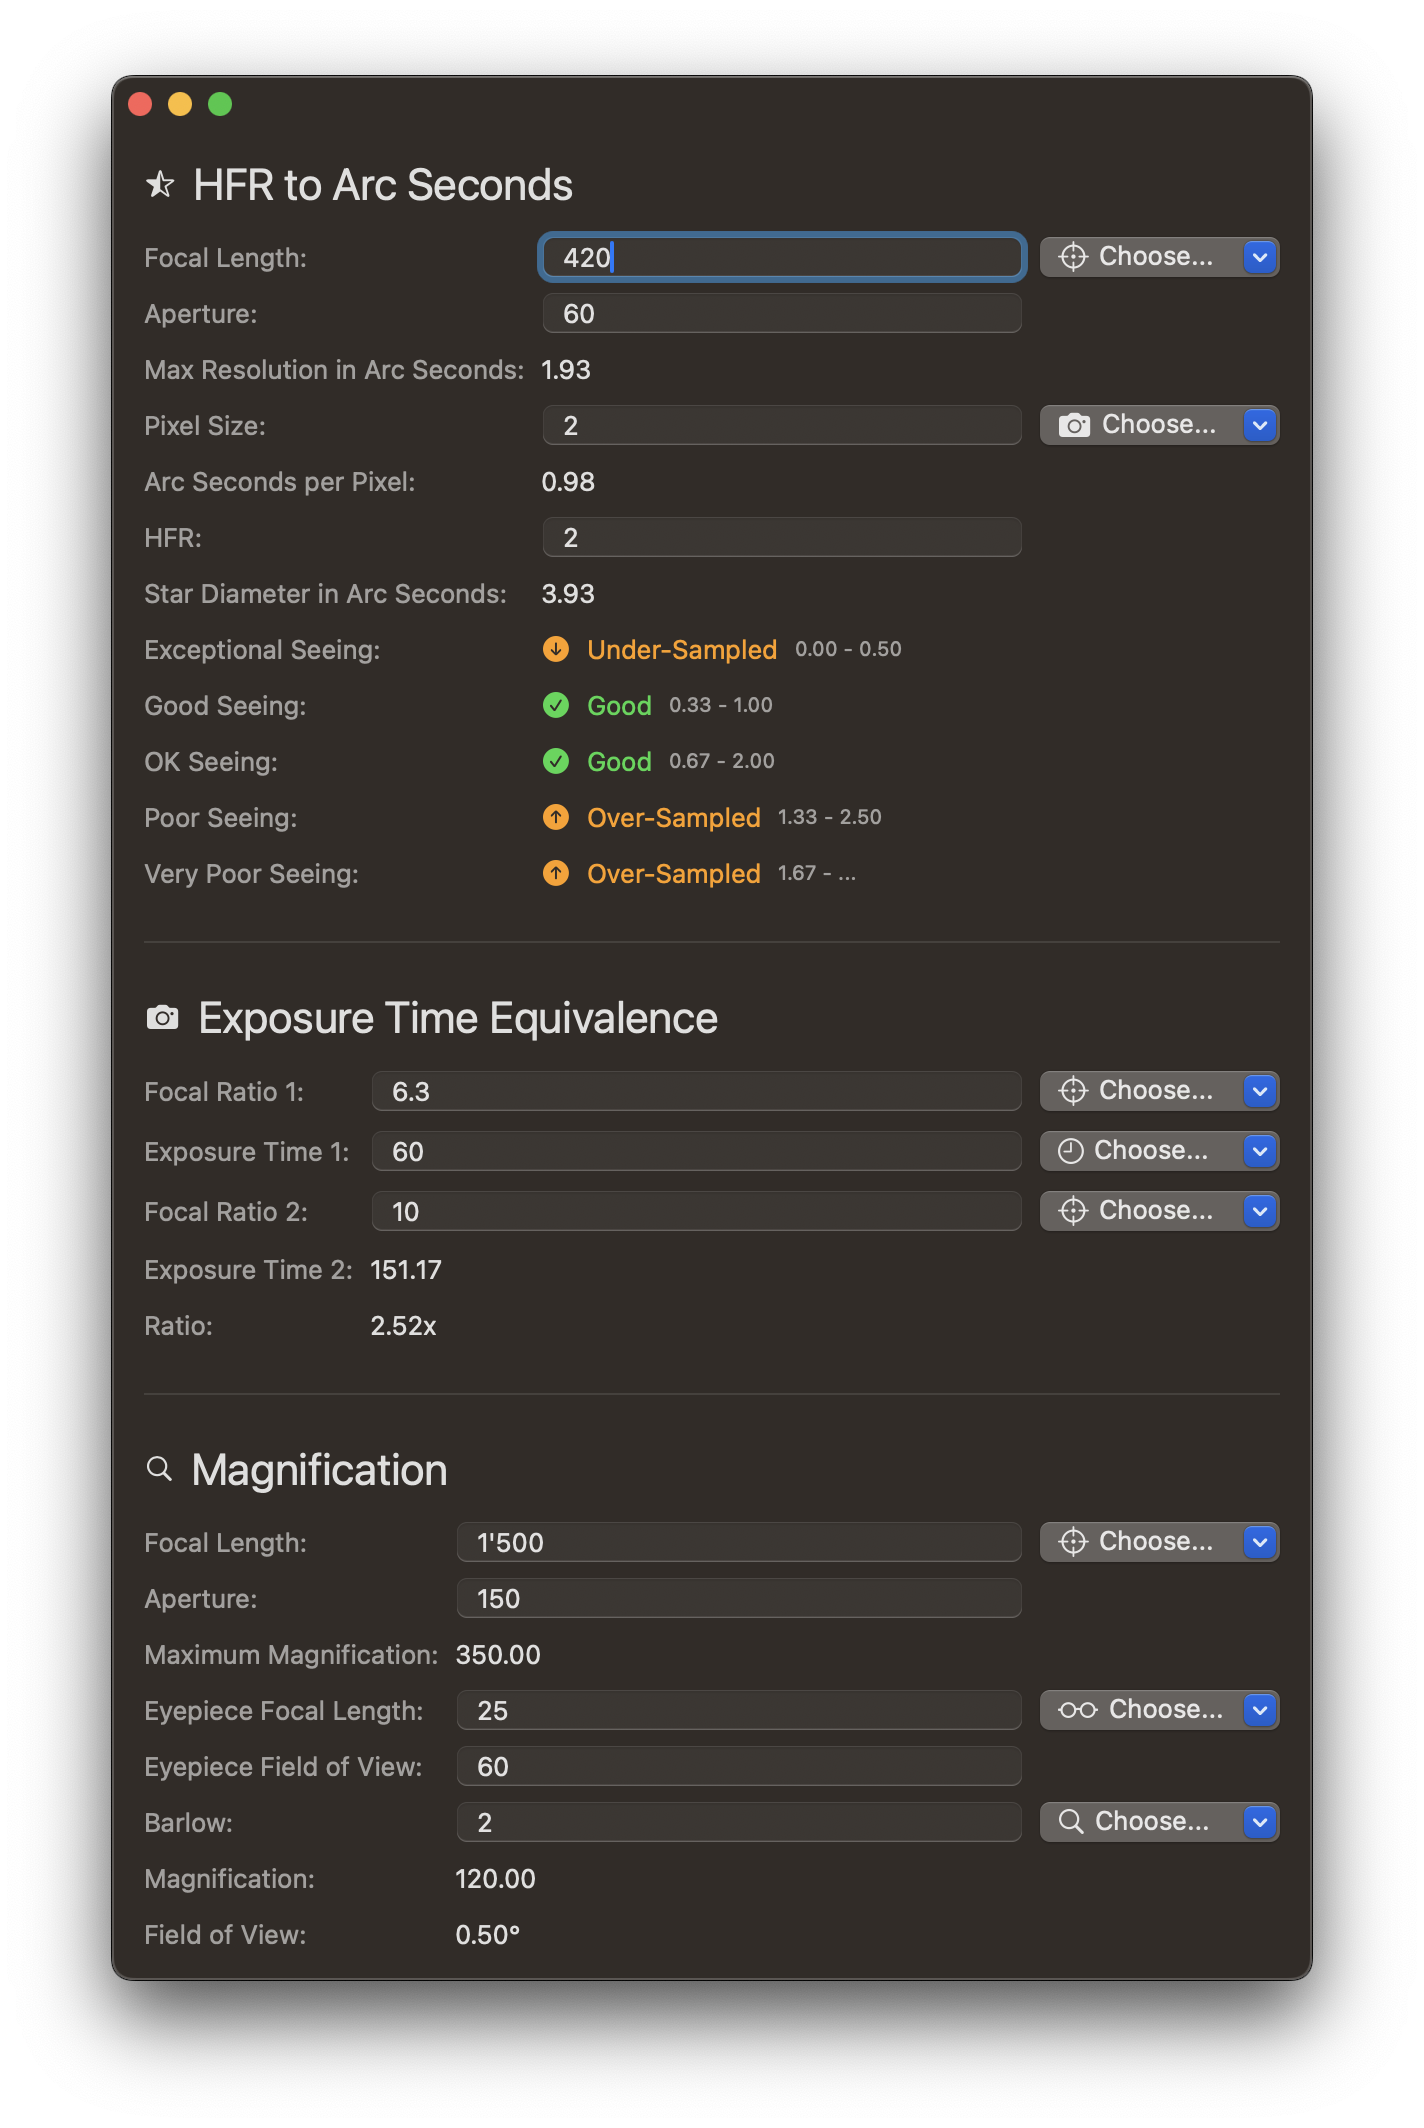 HFR to Arc Seconds
Focal Length: 420 Choose...
Aperture: 60
Max Resolution in Arc Seconds: 1.93
Pixel Size: 2 Choose...
Arc Seconds per Pixel: 0.98
HFR: 2
Star Diameter in Arc Seconds: 3.93
Exceptional Seeing: Under-Sampled 0.00 - 0.50
Good Seeing: Good 0.33 - 1.00
OK Seeing: Good 0.67 - 2.00
Poor Seeing: Over-Sampled 1.33 - 2.50
Very Poor Seeing: Over-Sampled 1.67 - ...
Exposure Time Equivalence
Focal Ratio 1: 6.3 Choose...
Exposure Time 1: 60 Choose...
Focal Ratio 2: 10 Choose...
Exposure Time 2: 151.17
Ratio: 2.52x
Magnification
Focal Length: 1'500 Choose...
Aperture: 150
Maximum Magnification: 350.00
Eyepiece Focal Length: 25 Choose...
Eyepiece Field of View: 60
Barlow: 2 Choose...
Magnification: 120.00
Field of View: 0.50°